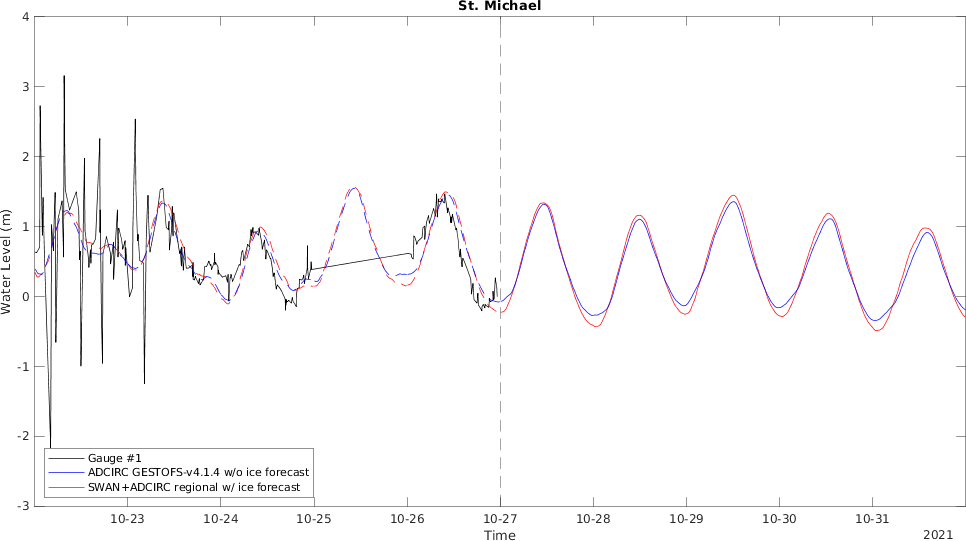 St. Michael
4
3
2
1
0
-1
-2
-3
Water Level (m)
Gauge #1
ADCIRC GESTOFS-v4.1.4 w/o ice forecast
SWAN+ADCIRC regional w/ ice forecast
10-23 10-24 10-25 10-26 10-27 10-28 10-29 10-30 10-31
Time
2021